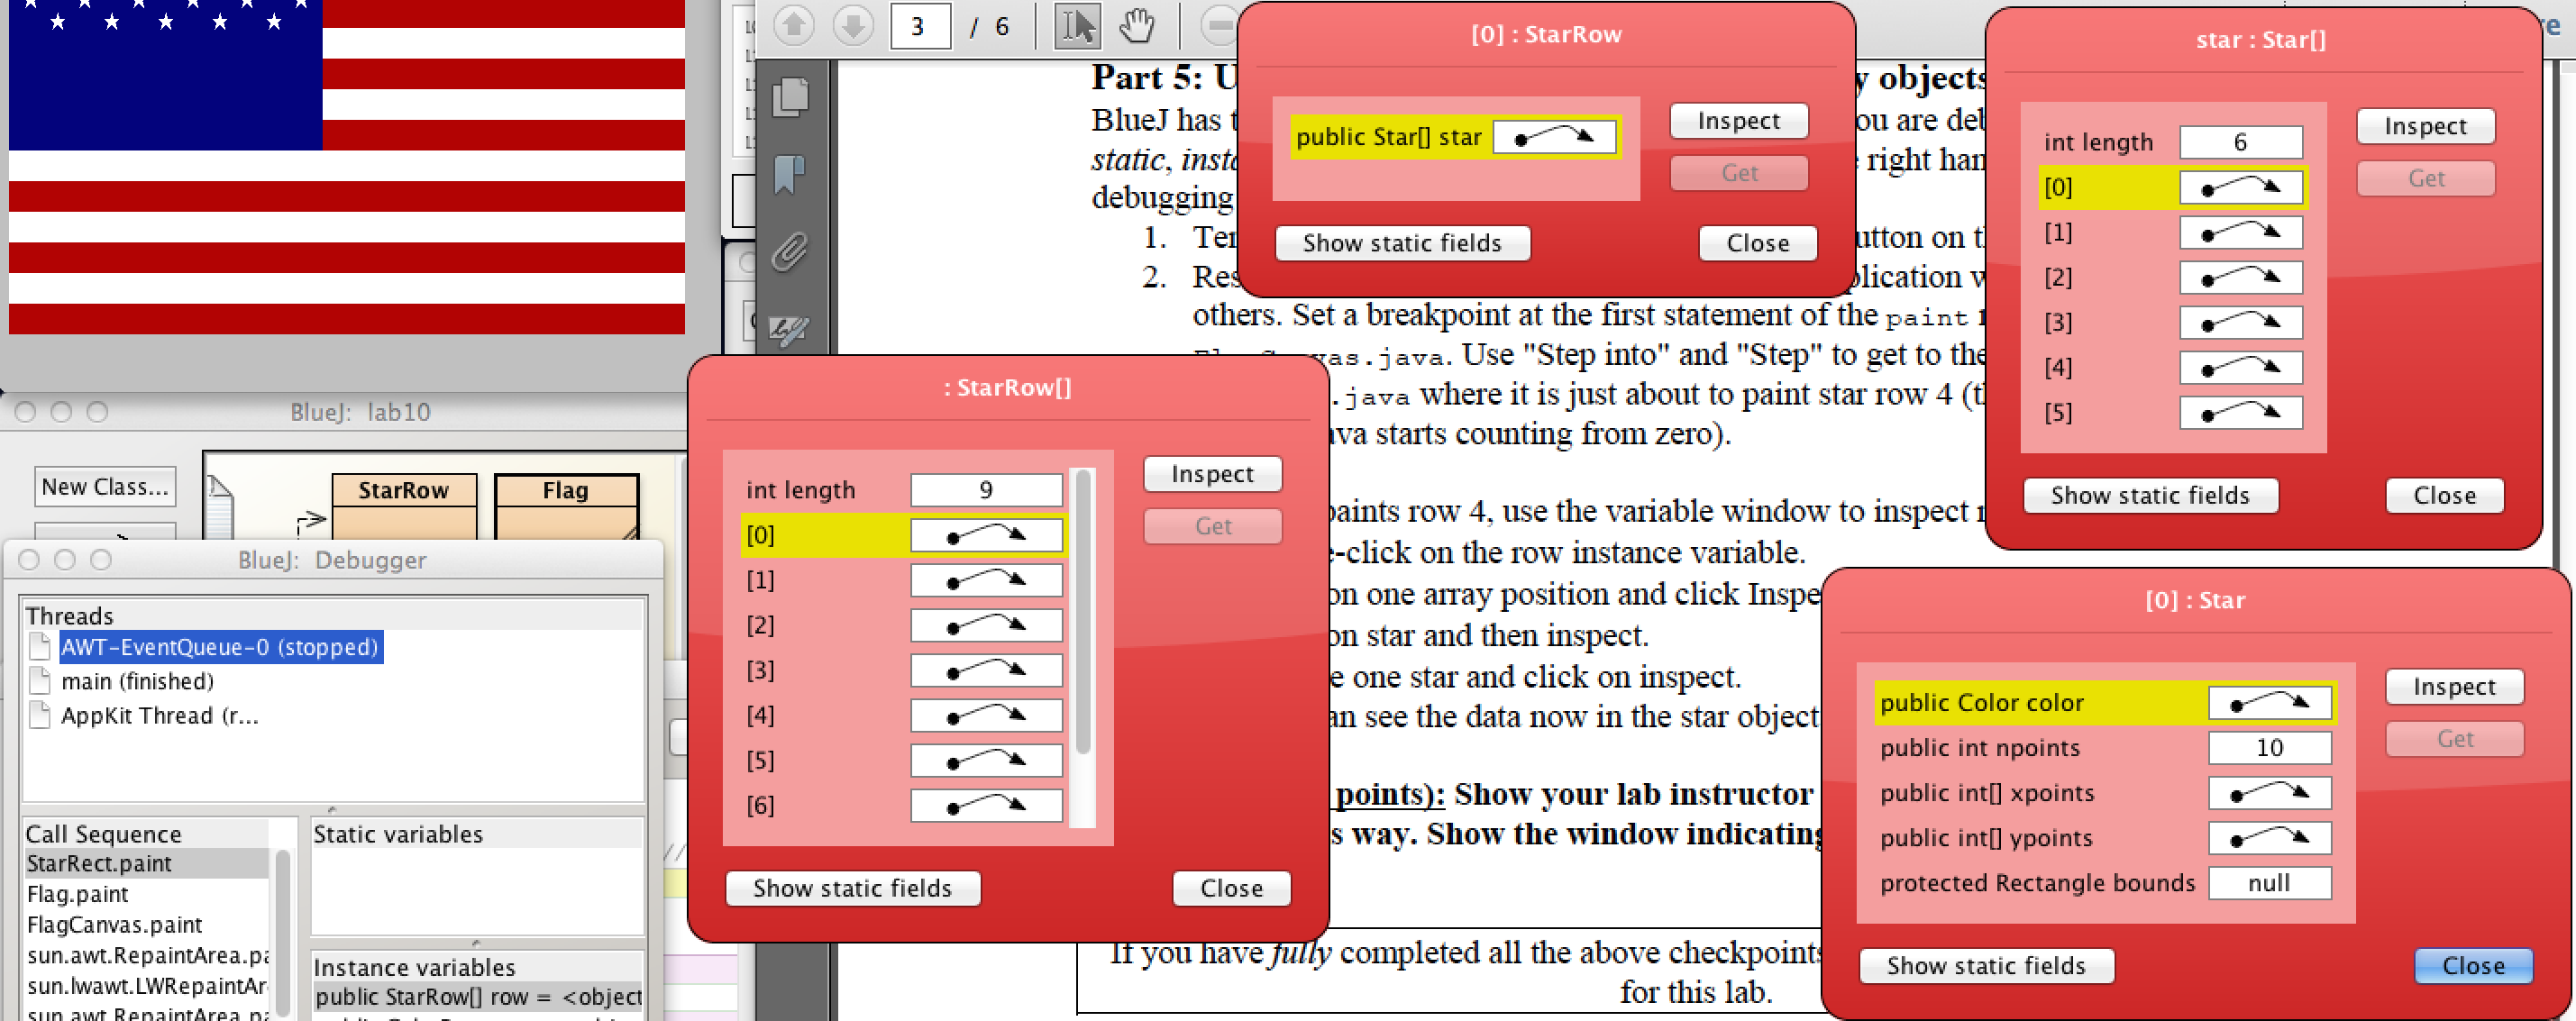 3 / 6
Part 5: U
y objects
BlueJ has t
ou are deb
static, insta
e right han
debugging
1. Ter
utton on th
2. Res
plication w
others. Set a breakpoint at the first statement of the paint
vas.java. Use "Step into" and "Step" to get to the
.java where it is just about to paint star row 4 (th
ava starts counting from zero).
paints row 4, use the variable window to inspect r
e-click on the row instance variable.
on one array position and click Inspe
on star and then inspect.
e one star and click on inspect.
an see the data now in the star object
points): Show your lab instructor
s way. Show the window indicating
If you have fully completed all the above checkpoints
for this lab.
[0] : StarRow
public Star[] star
Inspect
Get
Show static fields
Close
star : Star[]
int length 6
[0]
[1]
[2]
[3]
[4]
[5]
Inspect
Get
Show static fields
Close
: StarRow[]
int length 9
[0]
[1]
[2]
[3]
[4]
[5]
[6]
Inspect
Get
Show static fields
Close
[0] : Star
public Color color
public int npoints 10
public int[] xpoints
public int[] ypoints
protected Rectangle bounds null
Inspect
Get
Show static fields
Close
BlueJ: lab10
New Class...
StarRow
Flag
BlueJ: Debugger
Threads
AWT-EventQueue-0 (stopped)
main (finished)
AppKit Thread (r...
Call Sequence
StarRect.paint
Flag.paint
FlagCanvas.paint
sun.awt.RepaintArea.pa
sun.lwawt.LWRepaintAr
sun.awt.RepaintArea.pa
Static variables
Instance variables
public StarRow[] row = <object
//